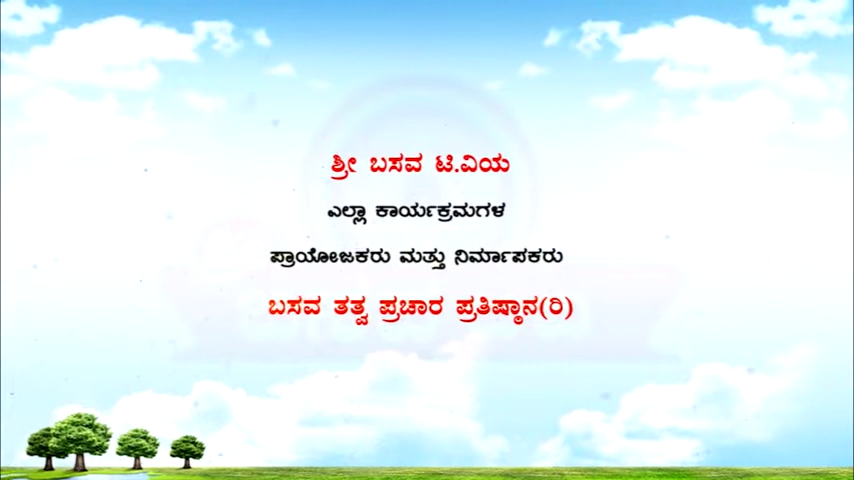 ಶ್ರೀ ಬಸವ ಟಿ.ವಿಯ
ಎಲ್ಲಾ ಕಾರ್ಯಕ್ರಮಗಳ
ಪ್ರಾಯೋಜಕರು ಮತ್ತು ನಿರ್ಮಾಪಕರು
ಬಸವ ತತ್ವ ಪ್ರಚಾರ ಪ್ರತಿಷ್ಠಾನ(ರಿ)